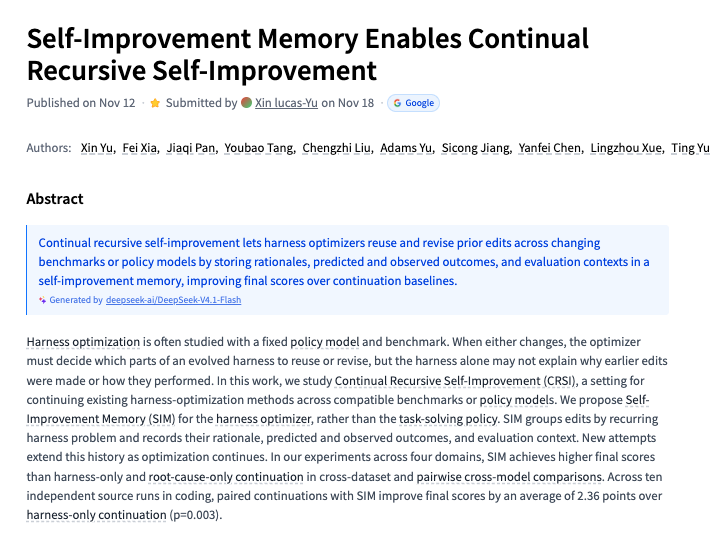 Self-Improvement Memory Enables Continual
Recursive Self-Improvement
Published on Nov 12 · Submitted by Xin lucas-Yu on Nov 18 · Google
Authors: Xin Yu, Fei Xia, Jiaqi Pan, Youbao Tang, Chengzhi Liu, Adams Yu, Sicong Jiang, Yanfei Chen, Lingzhou Xue, Ting Yu
Abstract
Continual recursive self-improvement lets harness optimizers reuse and revise prior edits across changing
benchmarks or policy models by storing rationales, predicted and observed outcomes, and evaluation contexts in a
self-improvement memory, improving final scores over continuation baselines.
Generated by deepseek-ai/DeepSeek-V4.1-Flash
Harness optimization is often studied with a fixed policy model and benchmark. When either changes, the optimizer
must decide which parts of an evolved harness to reuse or revise, but the harness alone may not explain why earlier edits
were made or how they performed. In this work, we study Continual Recursive Self-Improvement (CRSI), a setting for
continuing existing harness-optimization methods across compatible benchmarks or policy models. We propose Self-
Improvement Memory (SIM) for the harness optimizer, rather than the task-solving policy. SIM groups edits by recurring
harness problem and records their rationale, predicted and observed outcomes, and evaluation context. New attempts
extend this history as optimization continues. In our experiments across four domains, SIM achieves higher final scores
than harness-only and root-cause-only continuation in cross-dataset and pairwise cross-model comparisons. Across ten
independent source runs in coding, paired continuations with SIM improve final scores by an average of 2.36 points over
harness-only continuation (p=0.003).